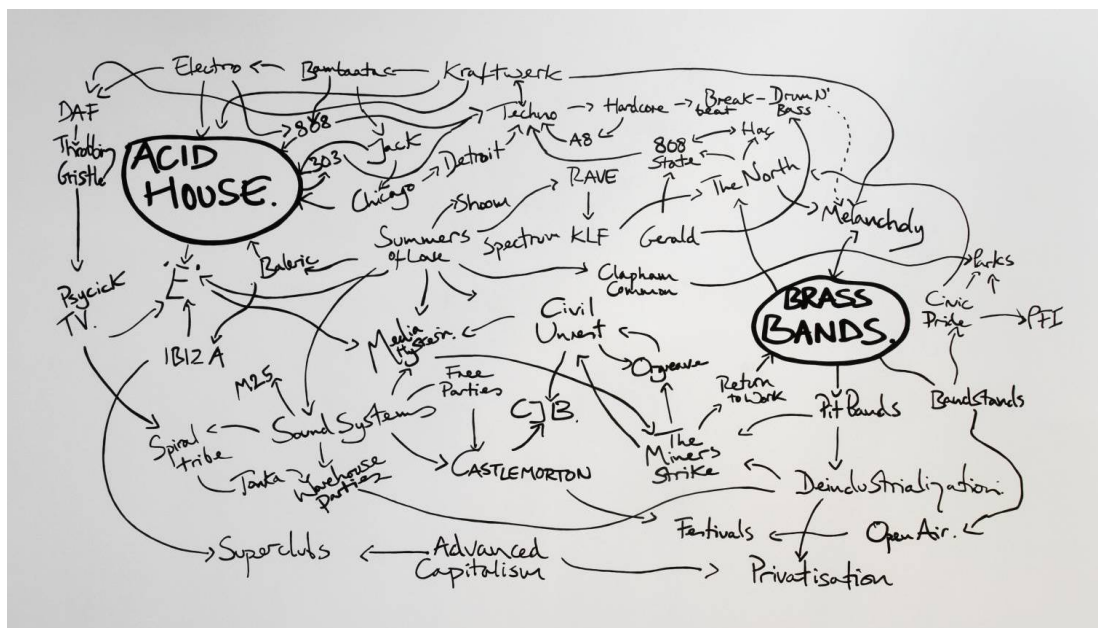 Electro
Bambaataa
Kraftwerk
DAF
808
Techno
Hardcore
Break
beat
Drum N'
Bass
Throbbing
Gristle
ACID
HOUSE.
303
Jack
Detroit
A8
808
State
Haç
Chicago
Shoom
RAVE
The North
Melancholy
Summers
of Love
Spectrum
KLF
Gerald
Baleric
'E'
Clapham
Common
Parks
Psycick
TV.
BRASS
BANDS.
Civic
Pride
PFI
Civil
Unrest
Media
Hysteria.
IBIZA
Orgreave
M25
Free
Parties
Return
to Work
CJB.
Pit Bands
Bandstands
Spiral
tribe
Sound Systems
The
Miners
Strike
Tonka
Warehouse
Parties
CASTLEMORTON
Deindustrialization
Festivals
Open Air.
Superclubs
Advanced
Capitalism
Privatisation